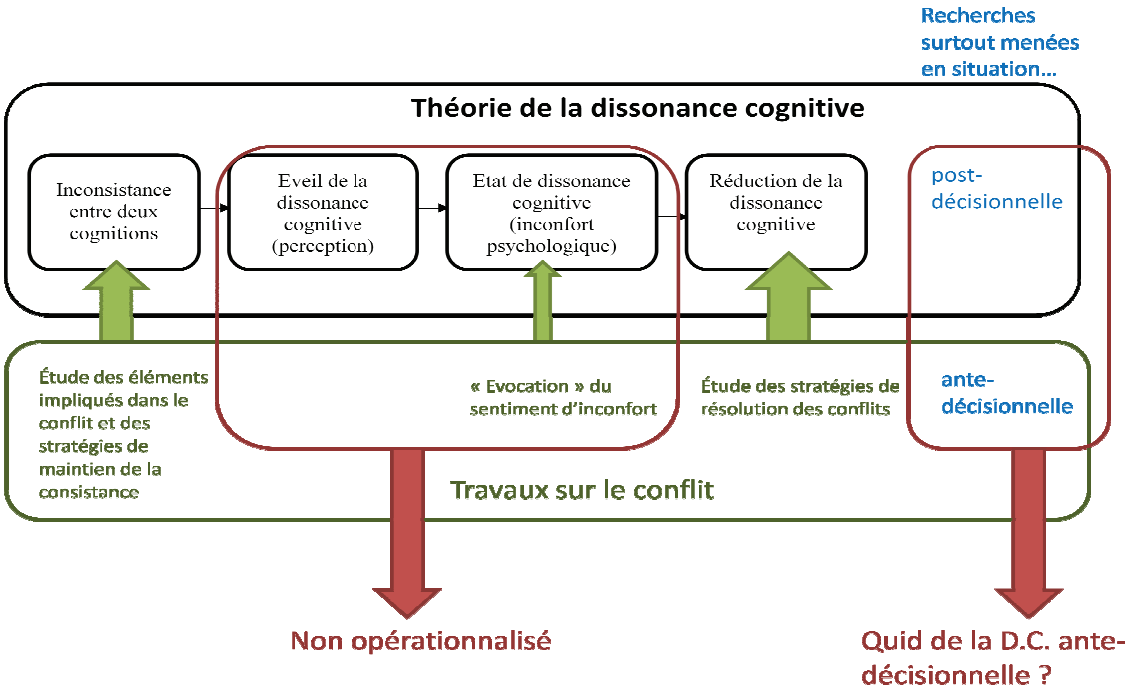 Recherches
surtout menées
en situation...
Théorie de la dissonance cognitive
Inconsistance
entre deux
cognitions
Eveil de la
dissonance
cognitive
(perception)
Etat de dissonance
cognitive
(inconfort
psychologique)
Réduction de la
dissonance
cognitive
post-
décisionnelle
Étude des éléments
impliqués dans le
conflit et des
stratégies de
maintien de la
consistance
« Evocation » du
sentiment d'inconfort
Étude des stratégies de
résolution des conflits
ante-
décisionnelle
Travaux sur le conflit
Non opérationnalisé
Quid de la D.C. ante-
décisionnelle ?